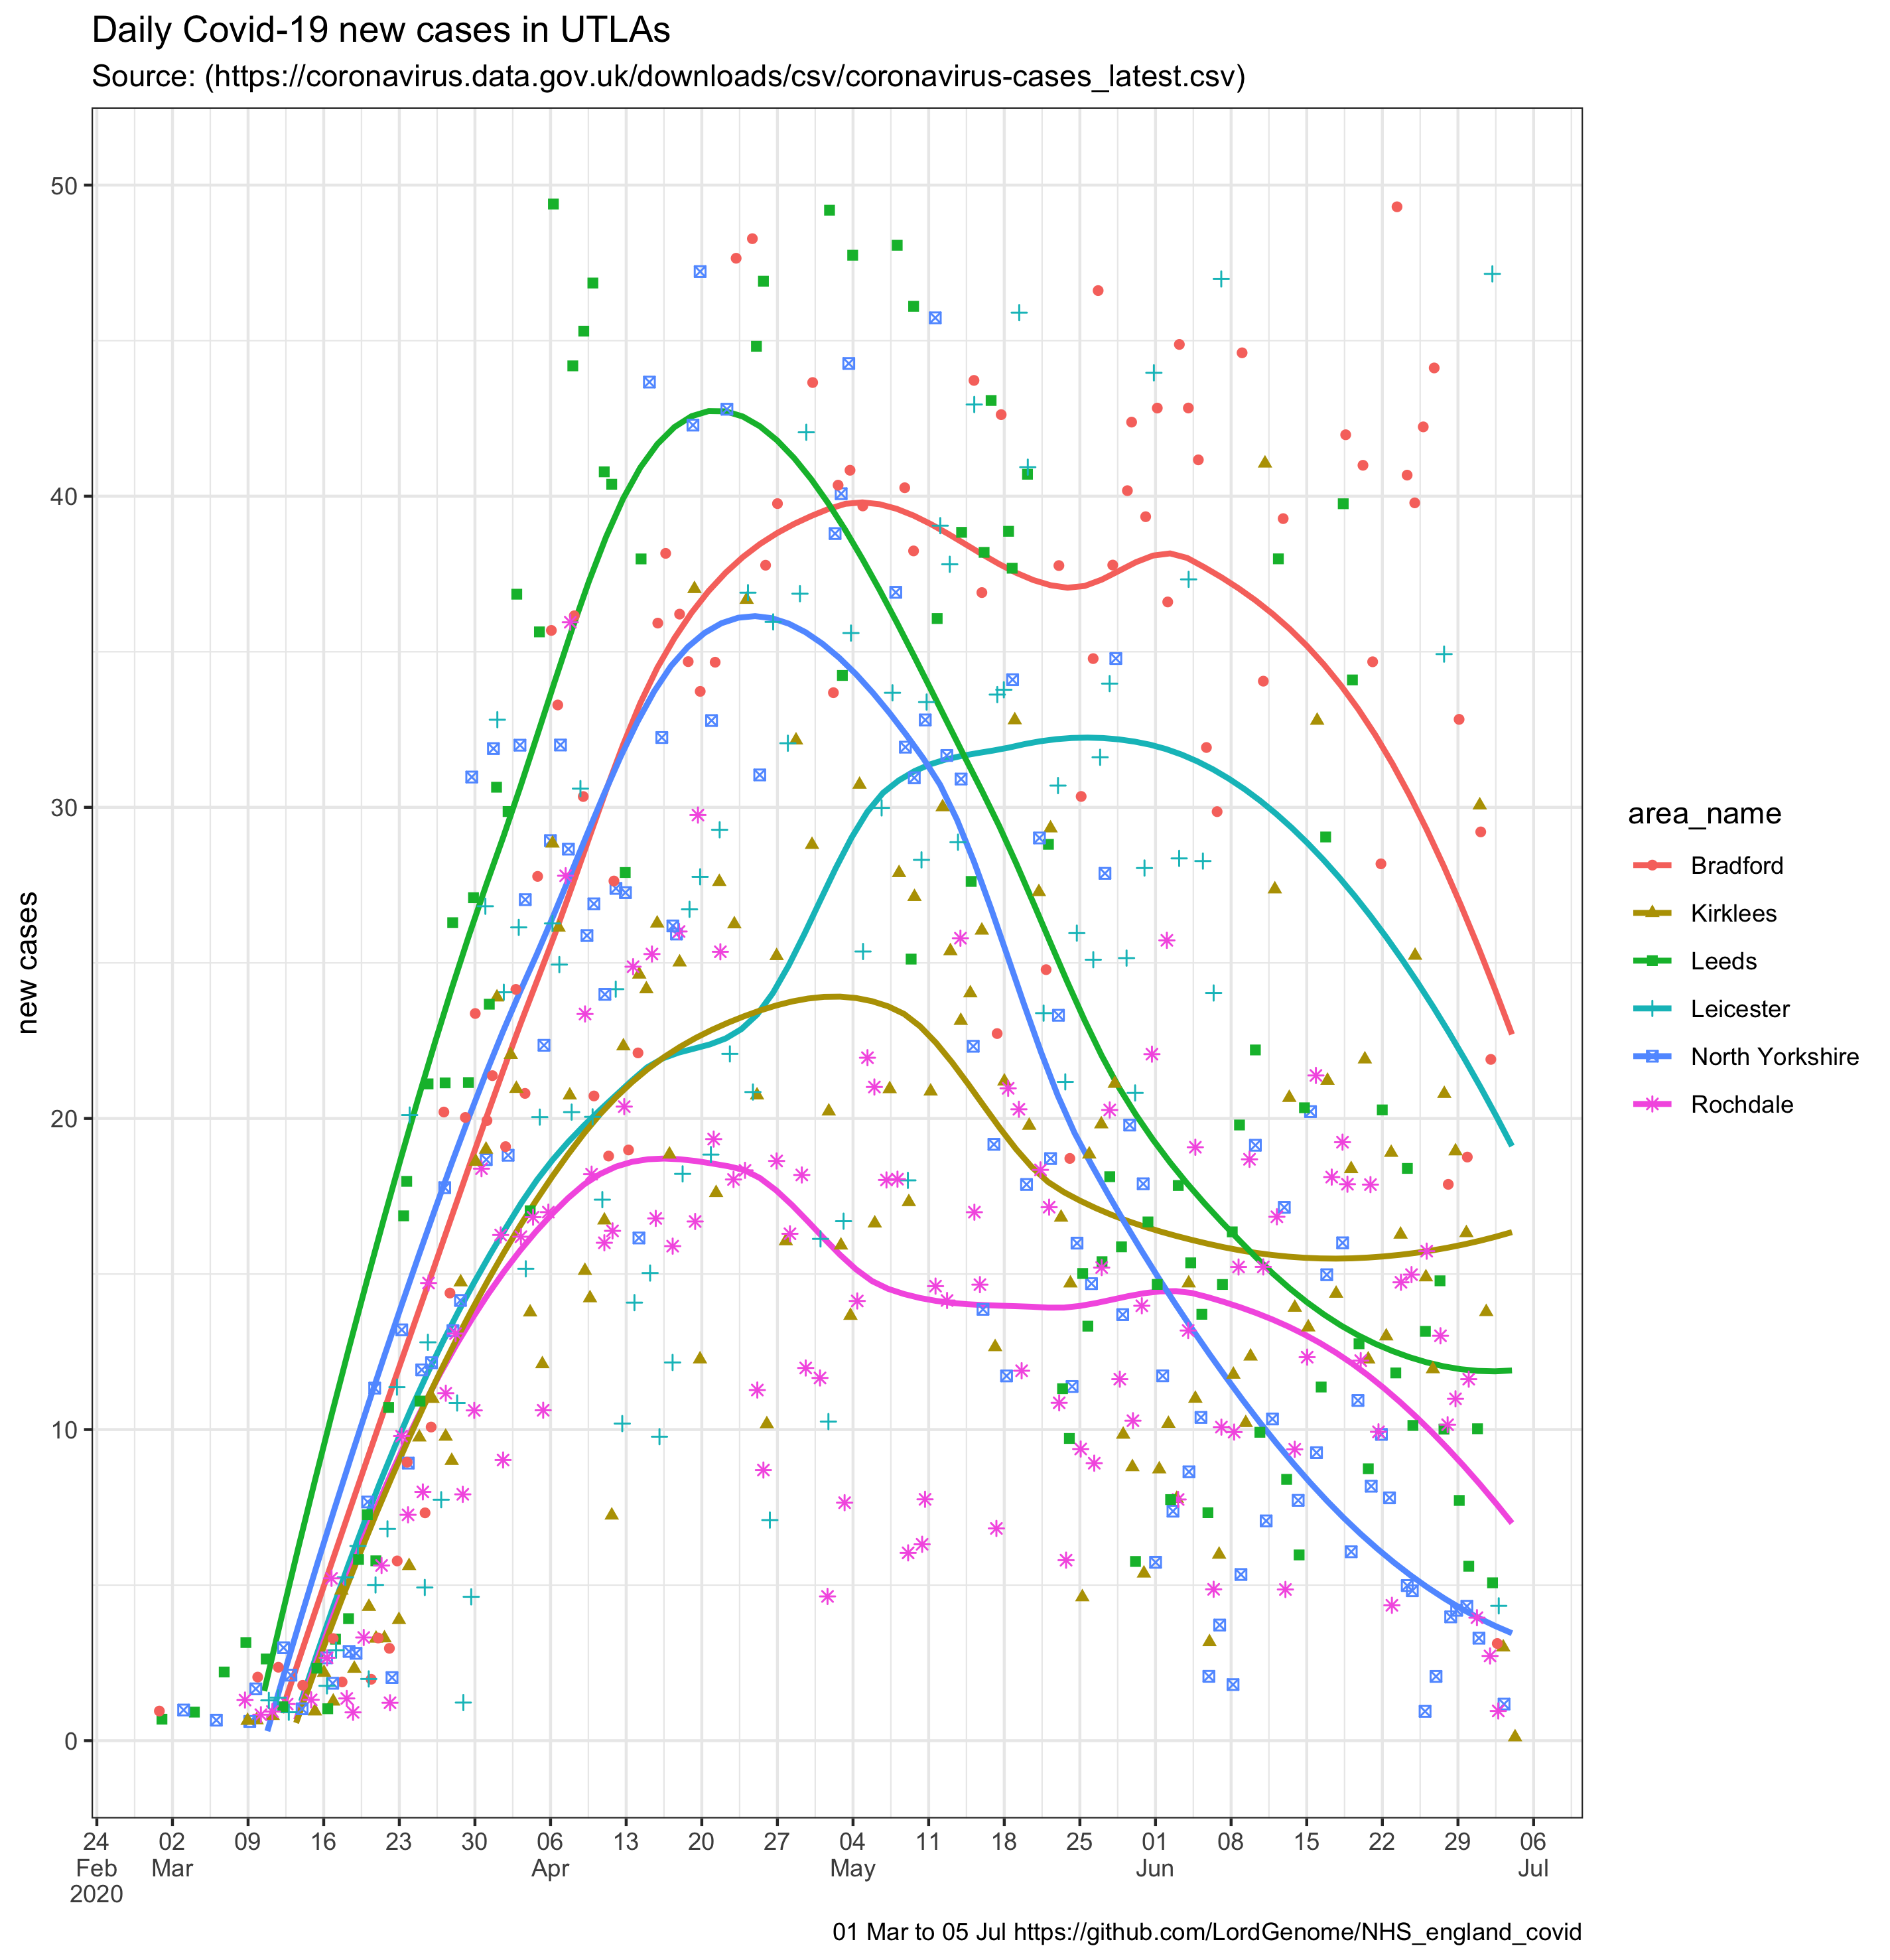 Daily Covid-19 new cases in UTLAs
Source: (https://coronavirus.data.gov.uk/downloads/csv/coronavirus-cases_latest.csv)
new cases
50
40
30
20
10
0
24 02 09 16 23 30 06 13 20 27 04 11 18 25 01 08 15 22 29 06
Feb Mar Apr May Jun Jul
2020
area_name
Bradford
Kirklees
Leeds
Leicester
North Yorkshire
Rochdale
01 Mar to 05 Jul https://github.com/LordGenome/NHS_england_covid